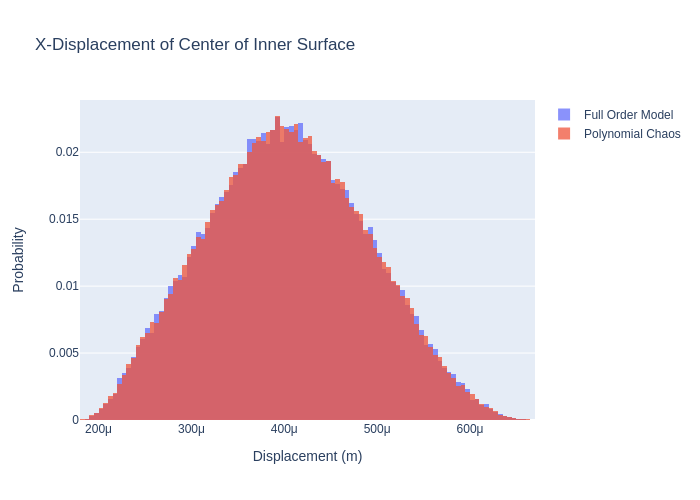 X-Displacement of Center of Inner Surface
Full Order Model
Polynomial Chaos
Probability
0.02
0.015
0.01
0.005
0
200μ 300μ 400μ 500μ 600μ
Displacement (m)